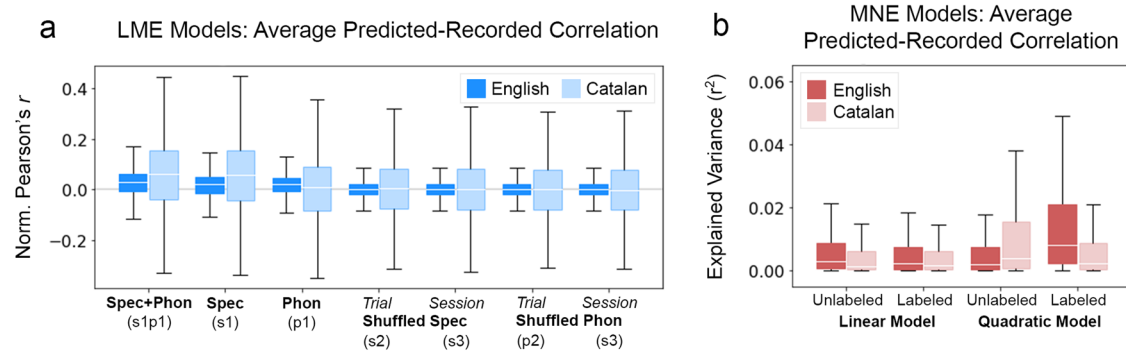 a
LME Models: Average Predicted-Recorded Correlation
Norm. Pearson's r
0.4
0.2
0.0
−0.2
English
Catalan
Spec+Phon
(s1p1)
Spec
(s1)
Phon
(p1)
Trial
Session
Shuffled Spec
(s2)
(s3)
Trial
Session
Shuffled Phon
(p2)
(s3)
b
MNE Models: Average
Predicted-Recorded Correlation
Explained Variance (r²)
0.06
0.04
0.02
0.00
English
Catalan
Unlabeled
Labeled
Linear Model
Unlabeled
Labeled
Quadratic Model